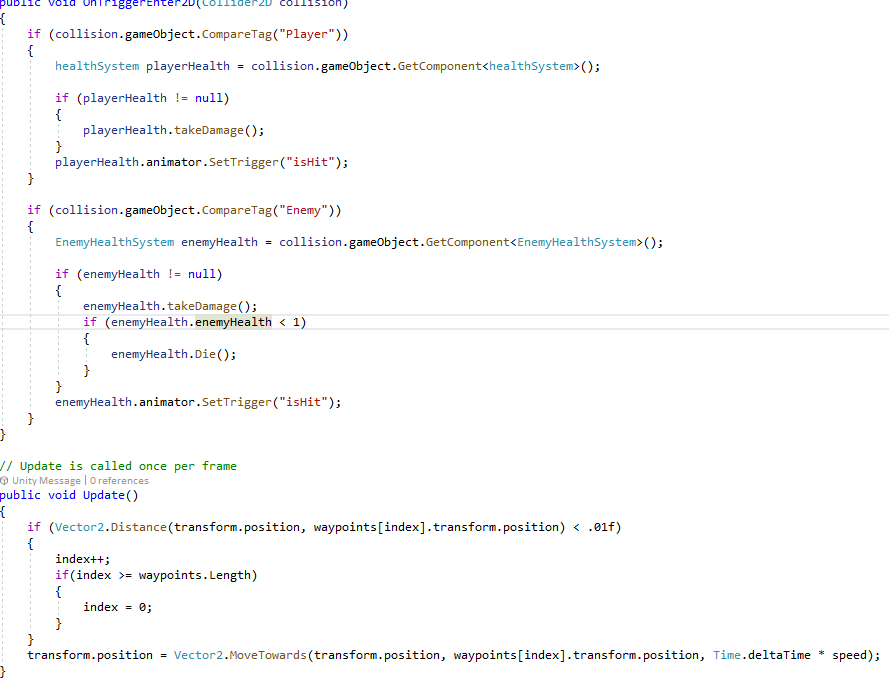 public void OnTriggerEnter2D(Collider2D collision)
{
if (collision.gameObject.CompareTag("Player"))
{
healthSystem playerHealth = collision.gameObject.GetComponent<healthSystem>();
if (playerHealth != null)
{
playerHealth.takeDamage();
}
playerHealth.animator.SetTrigger("isHit");
}
if (collision.gameObject.CompareTag("Enemy"))
{
EnemyHealthSystem enemyHealth = collision.gameObject.GetComponent<EnemyHealthSystem>();
if (enemyHealth != null)
{
enemyHealth.takeDamage();
if (enemyHealth.enemyHealth < 1)
{
enemyHealth.Die();
}
}
enemyHealth.animator.SetTrigger("isHit");
}
}
// Update is called once per frame
Unity Message | 0 references
public void Update()
{
if (Vector2.Distance(transform.position, waypoints[index].transform.position) < .01f)
{
index++;
if(index >= waypoints.Length)
{
index = 0;
}
}
transform.position = Vector2.MoveTowards(transform.position, waypoints[index].transform.position, Time.deltaTime * speed);
}